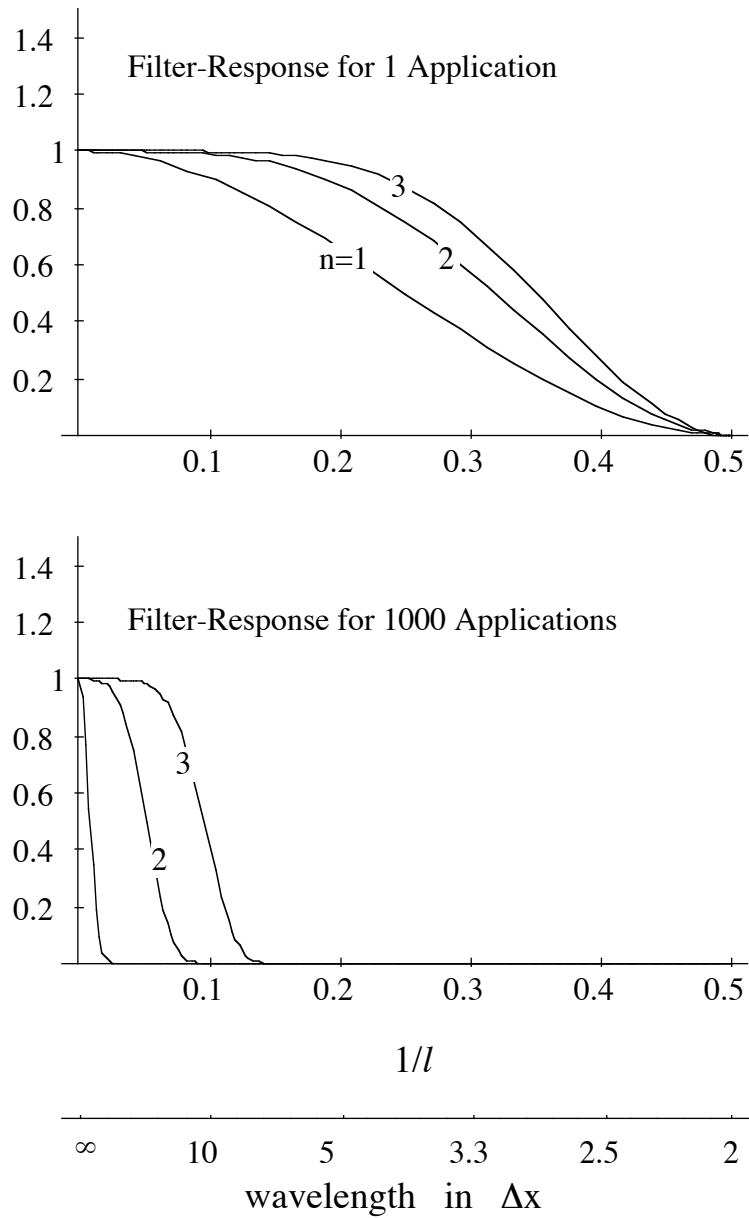 1.4
Filter-Response for 1 Application
1.2
1
3
0.8
2
n=1
0.6
0.4
0.2
0.1 0.2 0.3 0.4 0.5
1.4
Filter-Response for 1000 Applications
1.2
1
0.8
3
0.6
0.4
2
0.2
0.1 0.2 0.3 0.4 0.5
1/l
∞ 10 5 3.3 2.5 2
wavelength in Δx